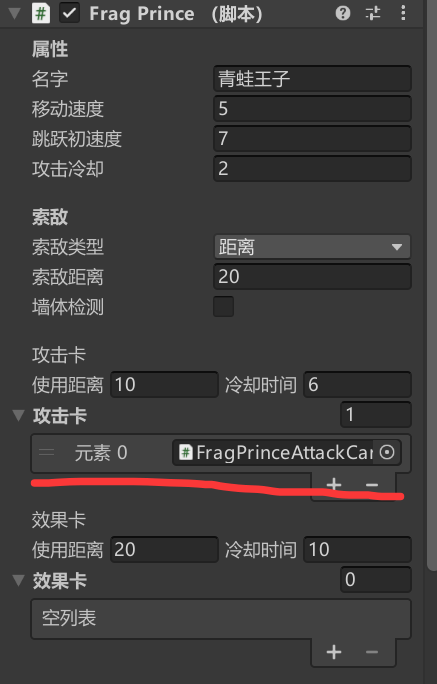 Frag Prince （脚本）
属性
名字 青蛙王子
移动速度 5
跳跃初速度 7
攻击冷却 2
索敌
索敌类型 距离
索敌距离 20
墙体检测
攻击卡
使用距离 10 冷却时间 6
攻击卡 1
元素 0 FragPrinceAttackCar
效果卡
使用距离 20 冷却时间 10
效果卡 0
空列表